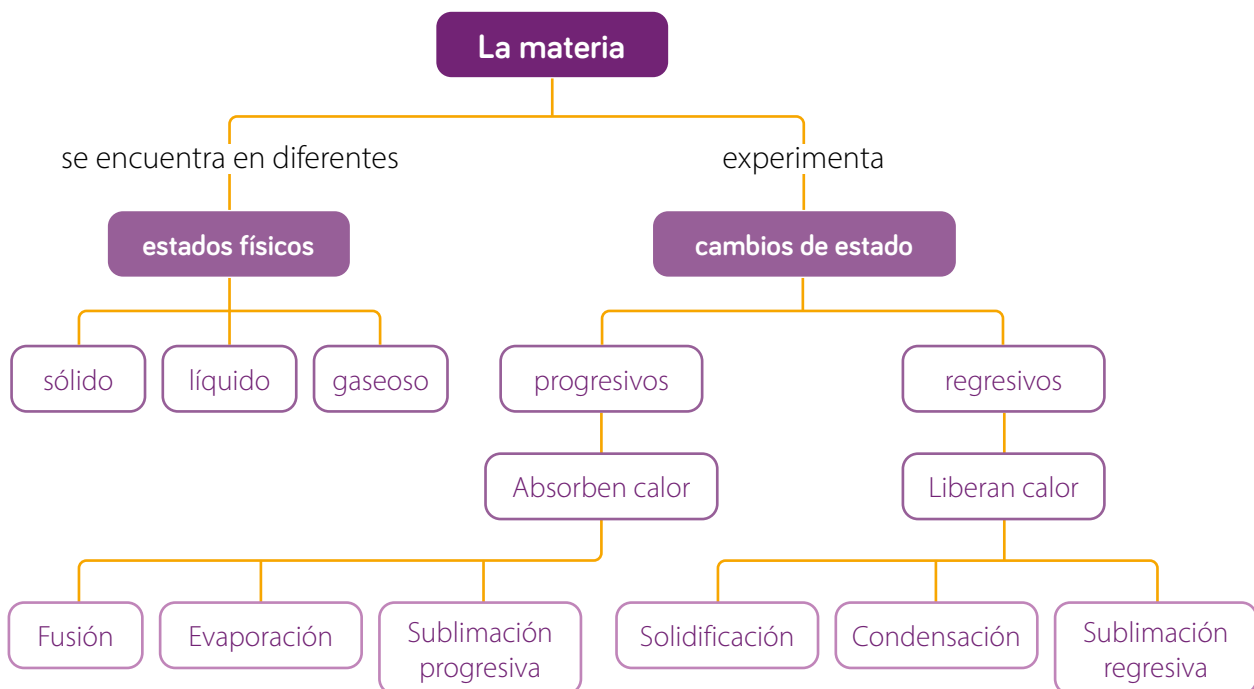 La materia
se encuentra en diferentes
experimenta
estados físicos
cambios de estado
sólido
líquido
gaseoso
progresivos
regresivos
Absorben calor
Liberan calor
Fusión
Evaporación
Sublimación
progresiva
Solidificación
Condensación
Sublimación
regresiva